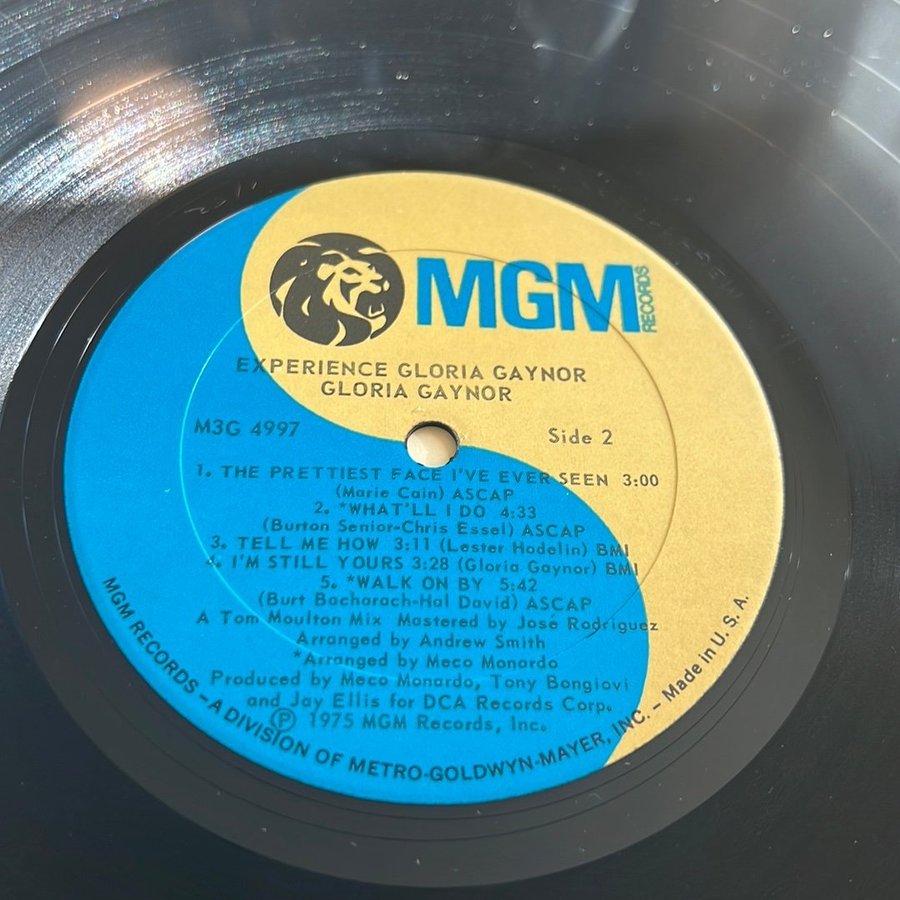 MGM RECORDS
EXPERIENCE GLORIA GAYNOR
GLORIA GAYNOR
M3G 4997
Side 2
1. THE PRETTIEST FACE I'VE EVER SEEN 3:00
(Marie Cain) ASCAP
2. *WHAT'LL I DO 4:33
(Burton Senior-Chris Essel) ASCAP
3. TELL ME HOW 3:11 (Lester Hodelin) BMI
4. I'M STILL YOURS 3:28 (Gloria Gaynor) BMI
5. *WALK ON BY 5:42
(Burt Bacharach-Hal David) ASCAP
A Tom Moulton Mix Mastered by José Rodriguez
Arranged by Andrew Smith
*Arranged by Meco Monardo
Produced by Meco Monardo, Tony Bongiovi
and Jay Ellis for DCA Records Corp.
Ⓟ 1975 MGM Records, Inc.
MGM RECORDS – A DIVISION OF METRO-GOLDWYN-MAYER, INC. – Made in U. S. A.